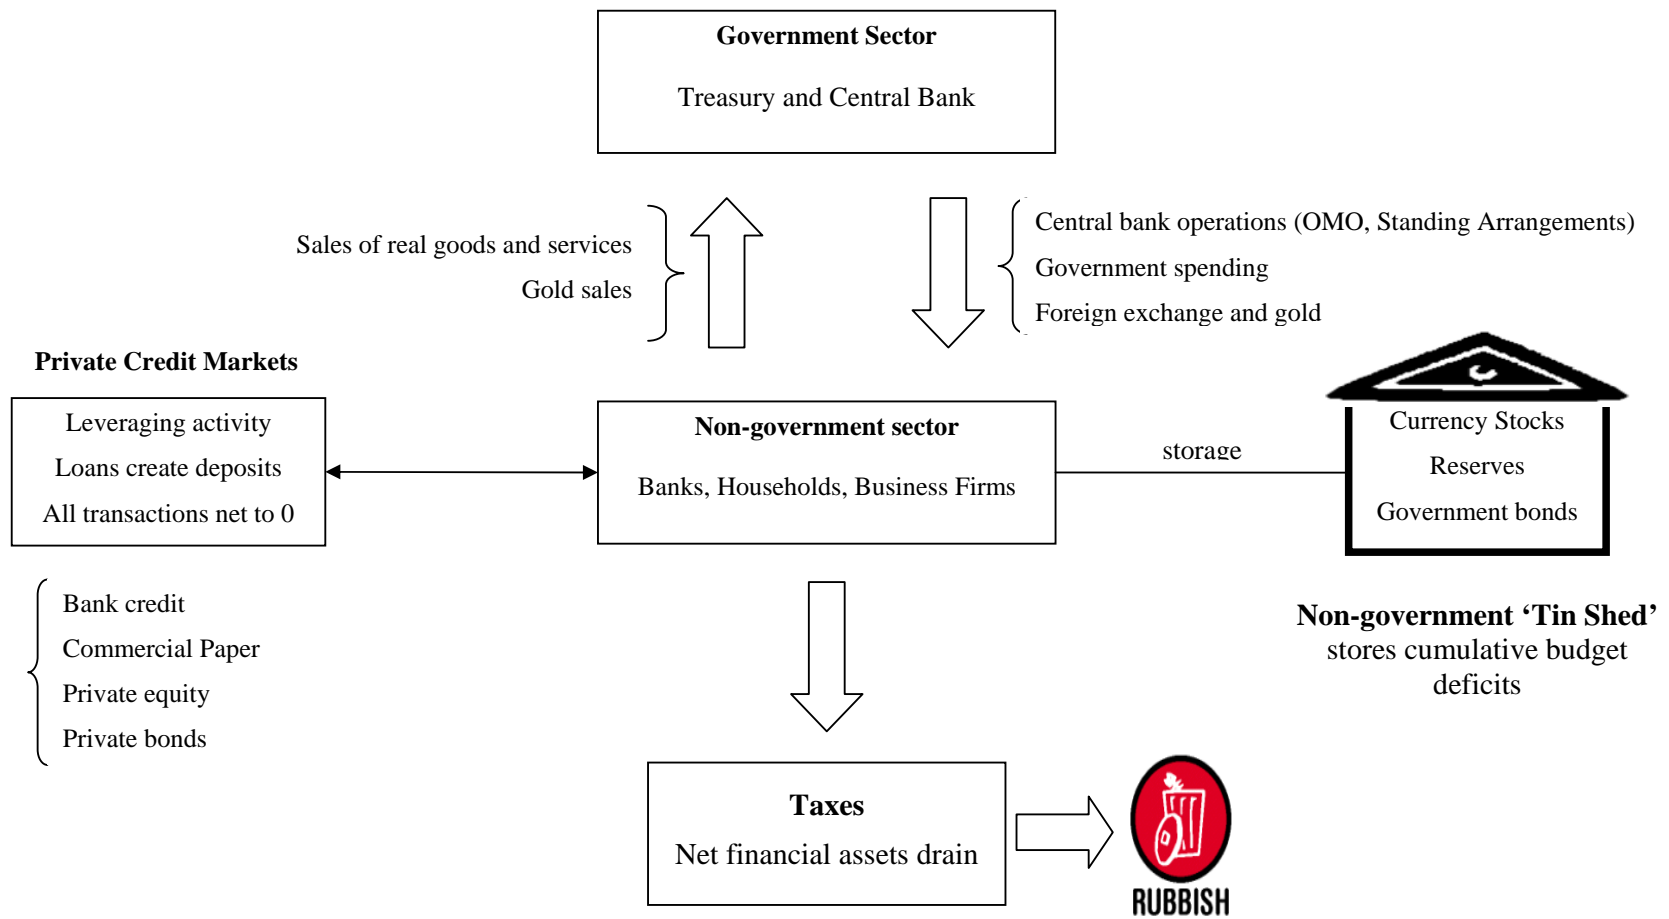 Government Sector
Treasury and Central Bank
Sales of real goods and services
Gold sales
Central bank operations (OMO, Standing Arrangements)
Government spending
Foreign exchange and gold
Private Credit Markets
Leveraging activity
Loans create deposits
All transactions net to 0
Non-government sector
Banks, Households, Business Firms
storage
Currency Stocks
Reserves
Government bonds
Bank credit
Commercial Paper
Private equity
Private bonds
Non-government ‘Tin Shed’
stores cumulative budget
deficits
Taxes
Net financial assets drain
RUBBISH